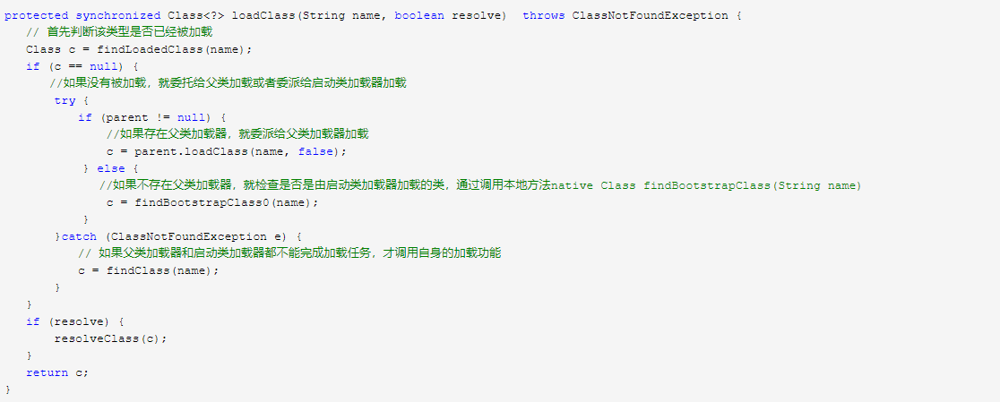 protected synchronized Class<?> loadClass(String name, boolean resolve)  throws ClassNotFoundException {
   // 首先判断该类型是否已经被加载
   Class c = findLoadedClass(name);
   if (c == null) {
      //如果没有被加载，就委托给父类加载或者委派给启动类加载器加载
       try {
          if (parent != null) {
              //如果存在父类加载器，就委派给父类加载器加载
              c = parent.loadClass(name, false);
           } else {
             //如果不存在父类加载器，就检查是否是由启动类加载器加载的类，通过调用本地方法native Class findBootstrapClass(String name)
              c = findBootstrapClass0(name);
           }
       }catch (ClassNotFoundException e) {
          // 如果父类加载器和启动类加载器都不能完成加载任务，才调用自身的加载功能
          c = findClass(name);
       }
   }
   if (resolve) {
       resolveClass(c);
   }
   return c;
}